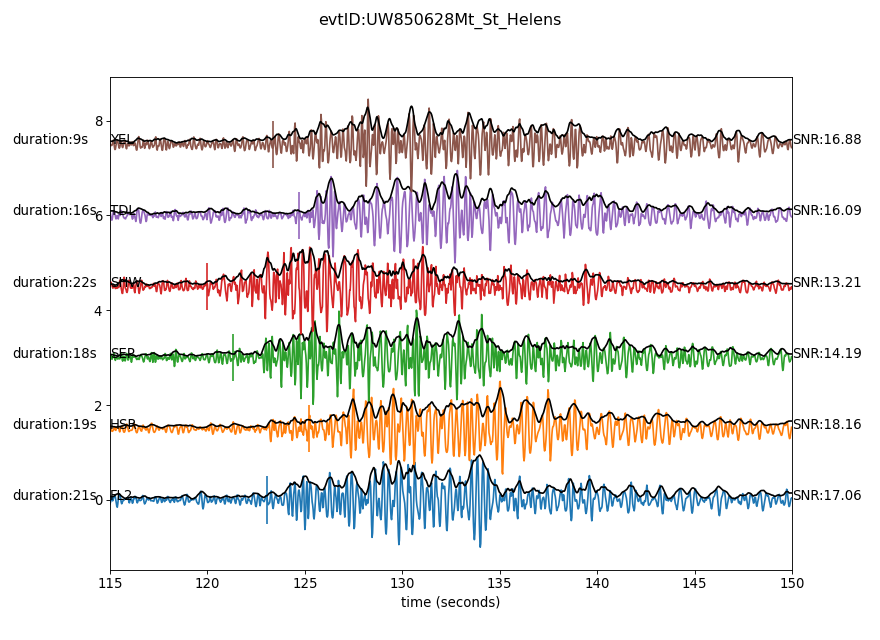 evtID:UW850628Mt_St_Helens
8
duration:9s XEL SNR:16.88
duration:16s 6 TDL SNR:16.09
duration:22s SHW SNR:13.21
4
duration:18s SEP SNR:14.19
2
duration:19s HSR SNR:18.16
duration:21s 0 FL2 SNR:17.06
115 120 125 130 135 140 145 150
time (seconds)